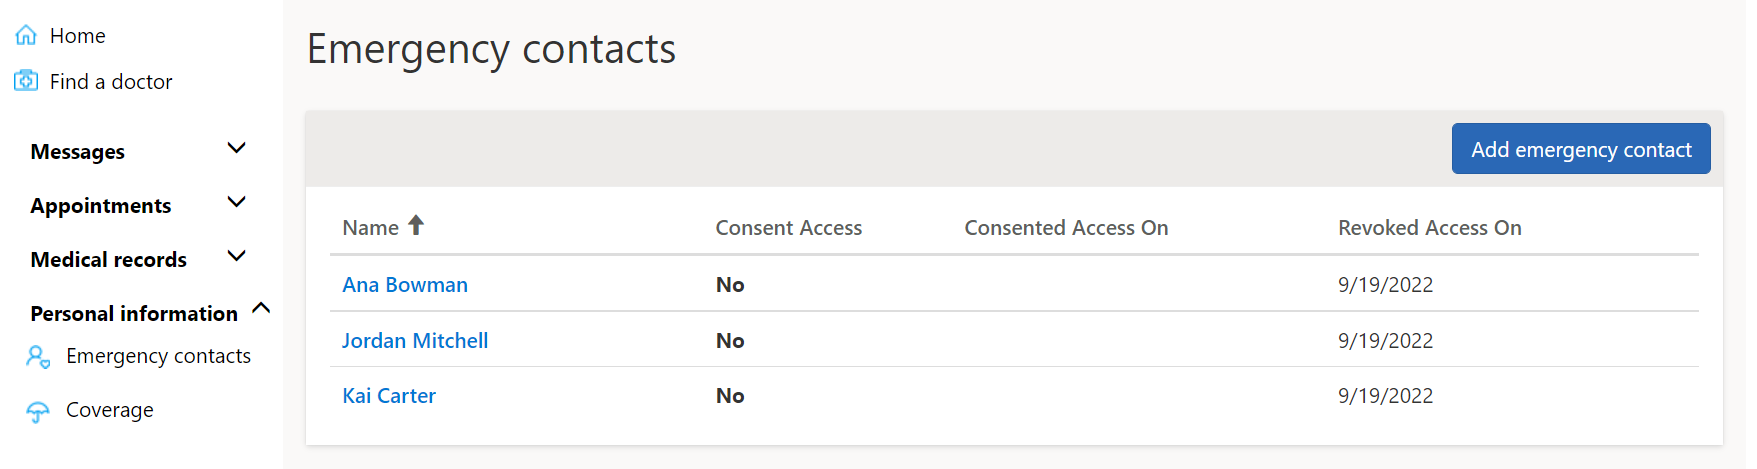 Home
Find a doctor
Messages
Appointments
Medical records
Personal information
Emergency contacts
Coverage
Emergency contacts
Add emergency contact
Name Consent Access Consented Access On Revoked Access On
Ana Bowman No 9/19/2022
Jordan Mitchell No 9/19/2022
Kai Carter No 9/19/2022